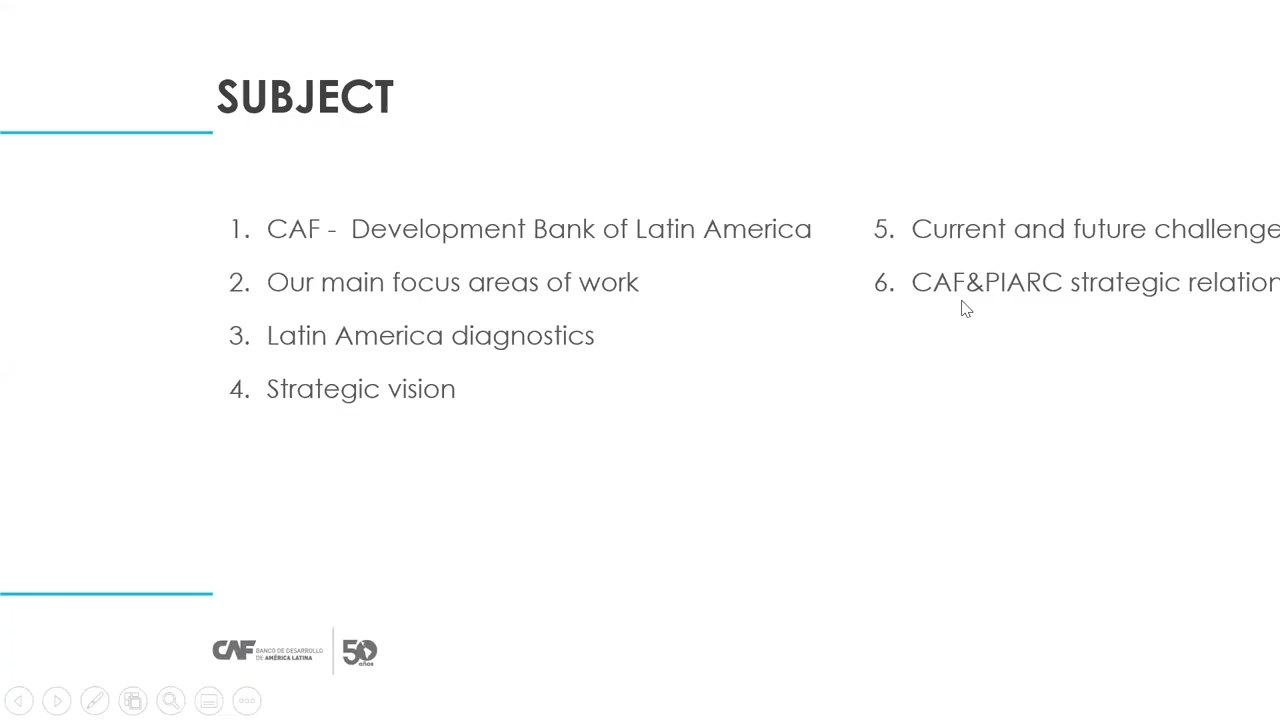 SUBJECT
1. CAF - Development Bank of Latin America
2. Our main focus areas of work
3. Latin America diagnostics
4. Strategic vision
5. Current and future challenge
6. CAF&PIARC strategic relation
CAF BANCO DE DESARROLLO
DE AMÉRICA LATINA
50
años